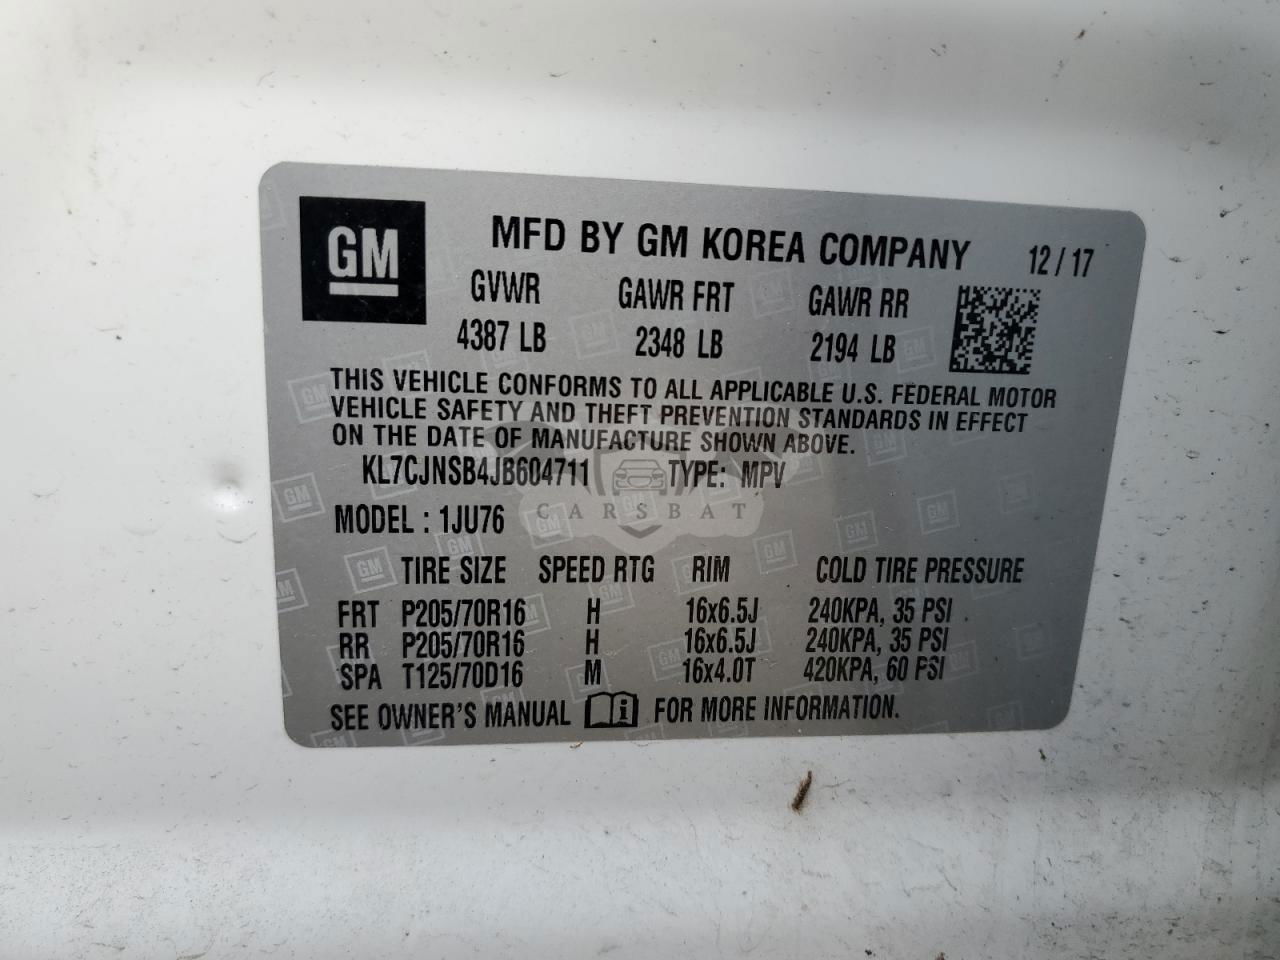 GM
MFD BY GM KOREA COMPANY 12/17
GVWR GAWR FRT GAWR RR
4387 LB 2348 LB 2194 LB
THIS VEHICLE CONFORMS TO ALL APPLICABLE U.S. FEDERAL MOTOR
VEHICLE SAFETY AND THEFT PREVENTION STANDARDS IN EFFECT
ON THE DATE OF MANUFACTURE SHOWN ABOVE.
KL7CJNSB4JB604711 TYPE: MPV
CARSBAT
MODEL : 1JU76
TIRE SIZE SPEED RTG RIM COLD TIRE PRESSURE
FRT P205/70R16 H 16x6.5J 240KPA, 35 PSI
RR P205/70R16 H 16x6.5J 240KPA, 35 PSI
SPA T125/70D16 M 16x4.0T 420KPA, 60 PSI
SEE OWNER'S MANUAL i FOR MORE INFORMATION.